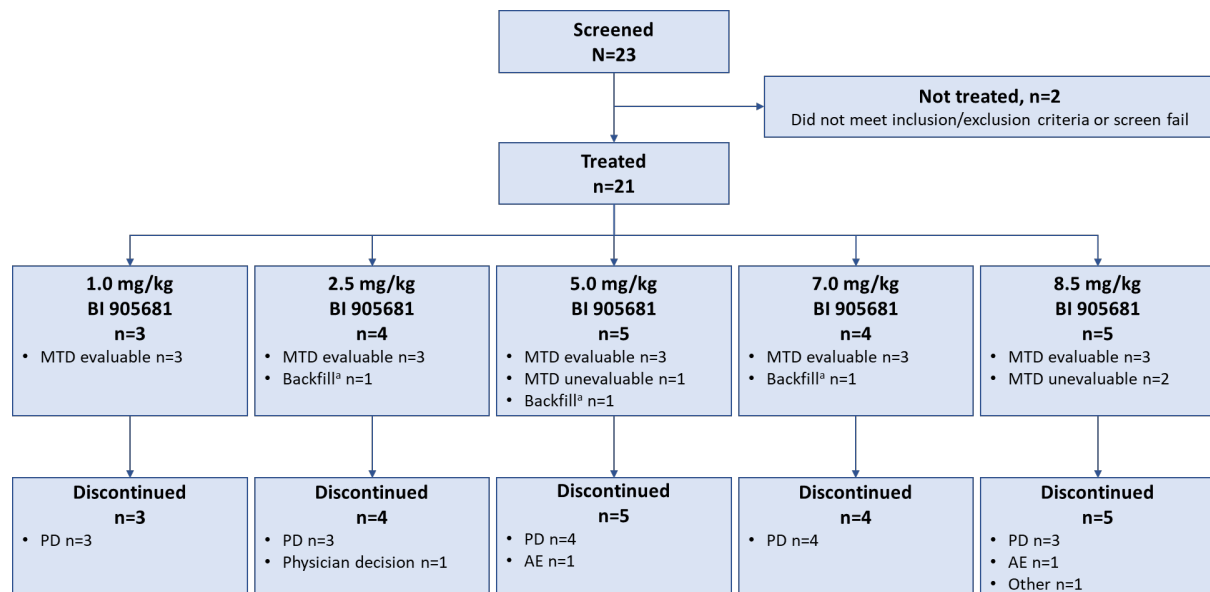 Screened
N=23
Not treated, n=2
Did not meet inclusion/exclusion criteria or screen fail
Treated
n=21
1.0 mg/kg
BI 905681
n=3
• MTD evaluable n=3
2.5 mg/kg
BI 905681
n=4
• MTD evaluable n=3
• Backfillᵃ n=1
5.0 mg/kg
BI 905681
n=5
• MTD evaluable n=3
• MTD unevaluable n=1
• Backfillᵃ n=1
7.0 mg/kg
BI 905681
n=4
• MTD evaluable n=3
• Backfillᵃ n=1
8.5 mg/kg
BI 905681
n=5
• MTD evaluable n=3
• MTD unevaluable n=2
Discontinued
n=3
• PD n=3
Discontinued
n=4
• PD n=3
• Physician decision n=1
Discontinued
n=5
• PD n=4
• AE n=1
Discontinued
n=4
• PD n=4
Discontinued
n=5
• PD n=3
• AE n=1
• Other n=1